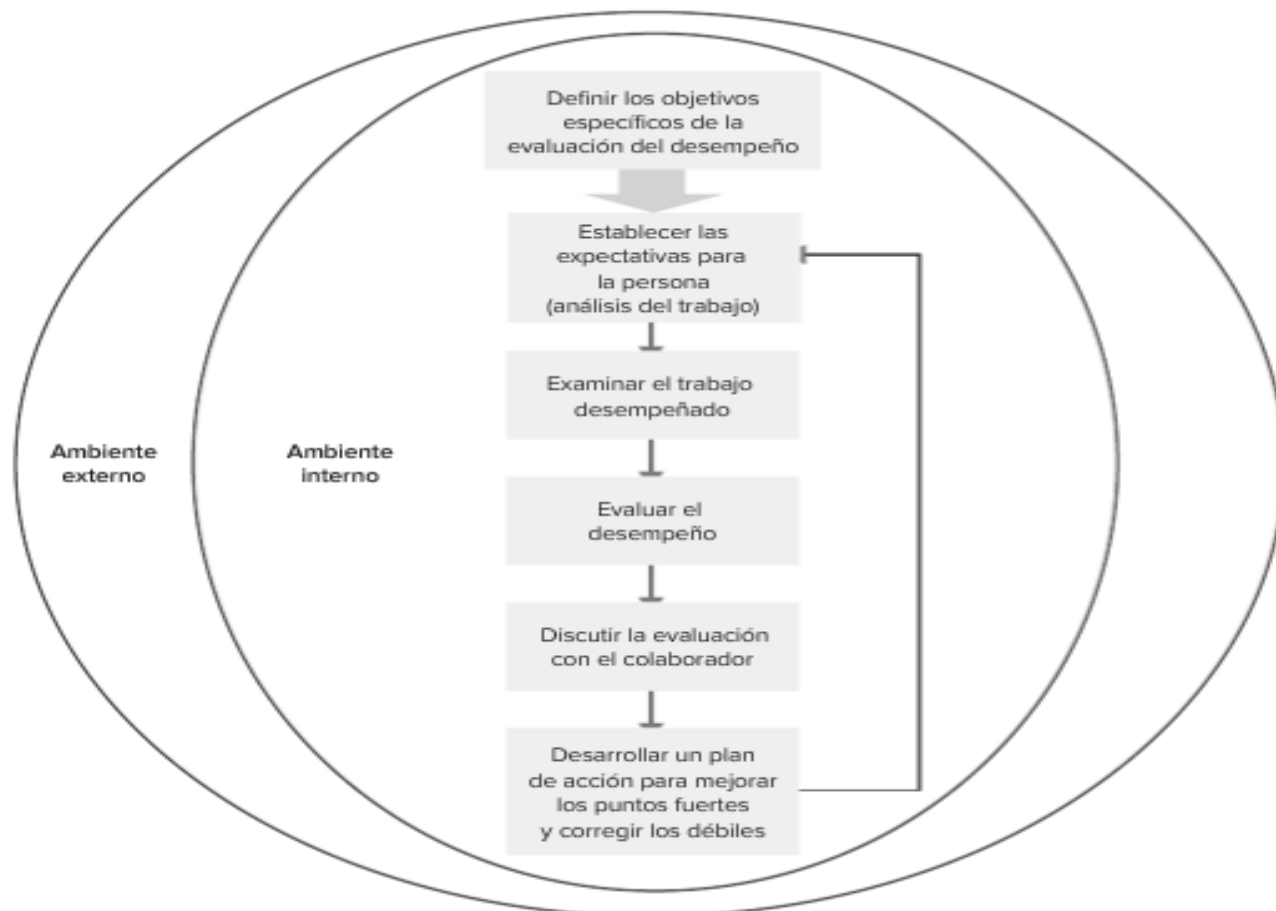 Definir los objetivos
específicos de la
evaluación del desempeño
Establecer las
expectativas para
la persona
(análisis del trabajo)
Examinar el trabajo
desempeñado
Ambiente
externo
Ambiente
interno
Evaluar el
desempeño
Discutir la evaluación
con el colaborador
Desarrollar un plan
de acción para mejorar
los puntos fuertes
y corregir los débiles